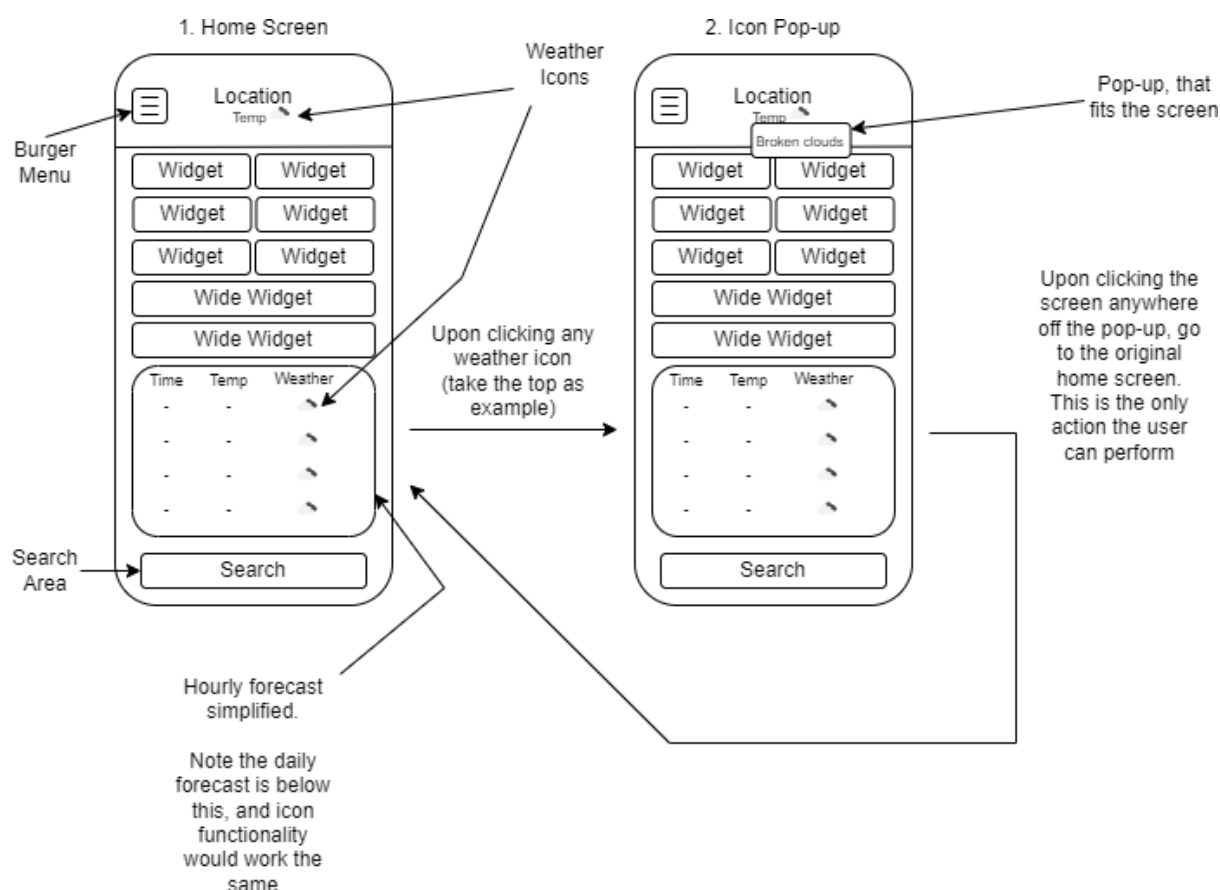 1. Home Screen
2. Icon Pop-up
Weather
Icons
Pop-up, that
fits the screen
Burger
Menu
Location
Temp
Widget Widget
Widget Widget
Widget Widget
Wide Widget
Wide Widget
Time Temp Weather
- -
- -
- -
- -
Search
Search
Area
Upon clicking any
weather icon
(take the top as
example)
Location
Temp
Broken clouds
Widget Widget
Widget Widget
Widget Widget
Wide Widget
Wide Widget
Time Temp Weather
- -
- -
- -
- -
Search
Upon clicking the
screen anywhere
off the pop-up, go
to the original
home screen.
This is the only
action the user
can perform
Hourly forecast
simplified.
Note the daily
forecast is below
this, and icon
functionality
would work the
same